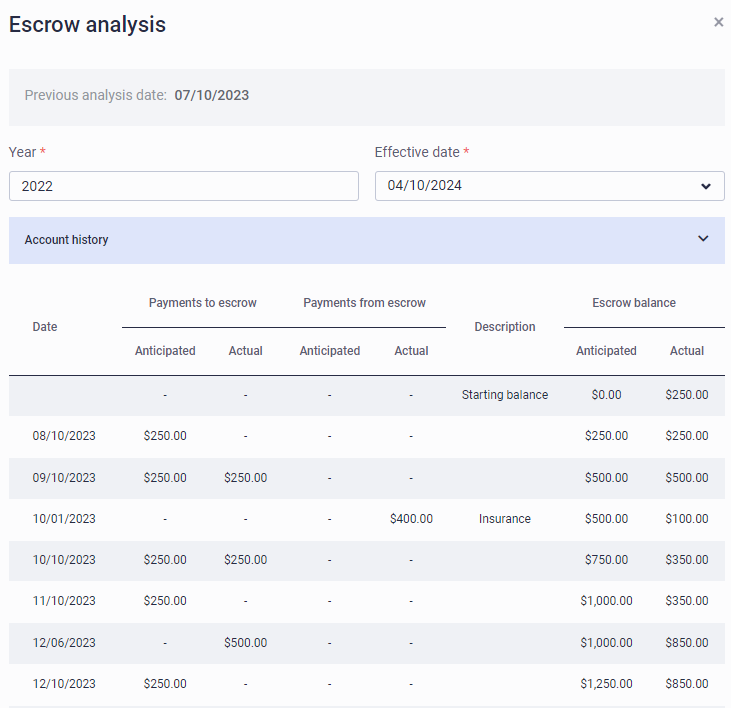 Escrow analysis ×
Previous analysis date: 07/10/2023
Year * Effective date *
2022 04/10/2024
Account history
Payments to escrow Payments from escrow Escrow balance
Date Description
Anticipated Actual Anticipated Actual Anticipated Actual
- - - - Starting balance $0.00 $250.00
08/10/2023 $250.00 - - - $250.00 $250.00
09/10/2023 $250.00 $250.00 - - $500.00 $500.00
10/01/2023 - - - $400.00 Insurance $500.00 $100.00
10/10/2023 $250.00 $250.00 - - $750.00 $350.00
11/10/2023 $250.00 - - - $1,000.00 $350.00
12/06/2023 - $500.00 - - $1,000.00 $850.00
12/10/2023 $250.00 - - - $1,250.00 $850.00